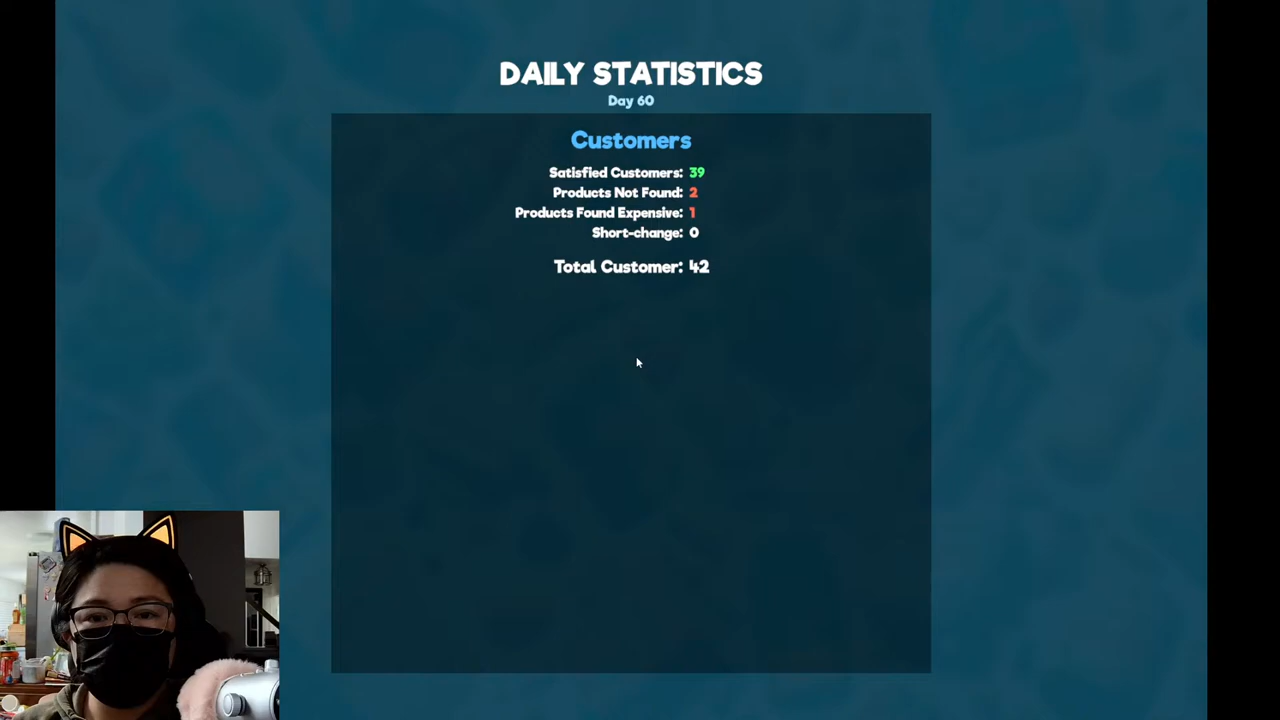 DAILY STATISTICS
Day 60
Customers
Satisfied Customers: 39
Products Not Found: 2
Products Found Expensive: 1
Short-change: 0
Total Customer: 42